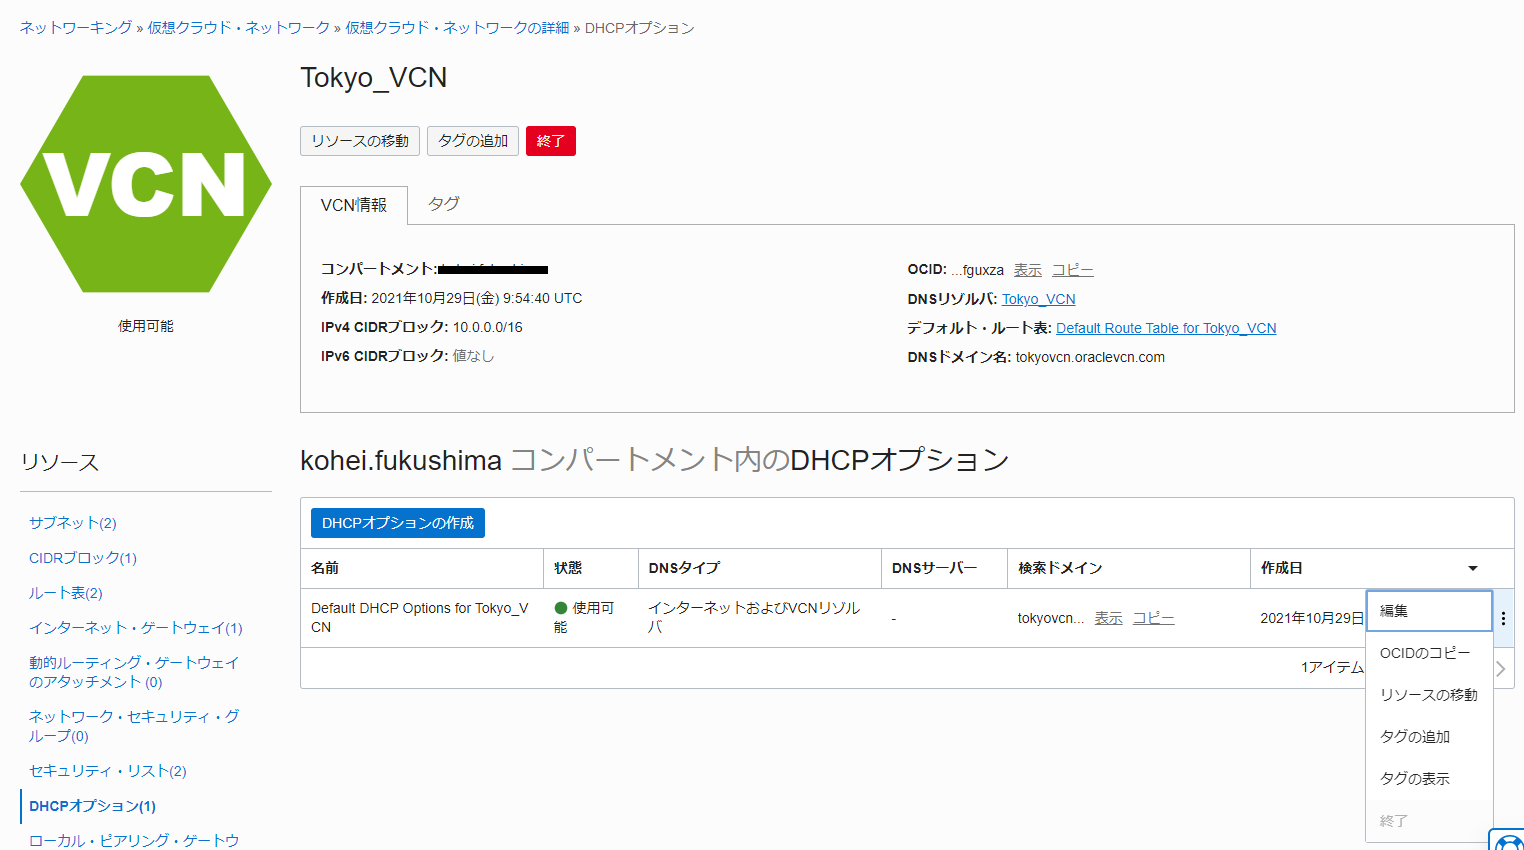 ネットワーキング » 仮想クラウド・ネットワーク » 仮想クラウド・ネットワークの詳細 » DHCPオプション
VCN
使用可能
Tokyo_VCN
リソースの移動 タグの追加 終了
VCN情報 タグ
コンパートメント:
作成日: 2021年10月29日(金) 9:54:40 UTC
IPv4 CIDRブロック: 10.0.0.0/16
IPv6 CIDRブロック: 値なし
OCID: ...fguxza 表示 コピー
DNSリゾルバ: Tokyo_VCN
デフォルト・ルート表: Default Route Table for Tokyo_VCN
DNSドメイン名: tokyovcn.oraclevcn.com
リソース
サブネット(2)
CIDRブロック(1)
ルート表(2)
インターネット・ゲートウェイ(1)
動的ルーティング・ゲートウェイ
のアタッチメント (0)
ネットワーク・セキュリティ・グ
ループ(0)
セキュリティ・リスト(2)
DHCPオプション(1)
ローカル・ピアリング・ゲートウ
kohei.fukushima コンパートメント内のDHCPオプション
DHCPオプションの作成
名前 状態 DNSタイプ DNSサーバー 検索ドメイン 作成日
Default DHCP Options for Tokyo_V
CN
使用可
能
インターネットおよびVCNリゾル
バ
-
tokyovcn... 表示 コピー
2021年10月29日
1アイテム
編集
OCIDのコピー
リソースの移動
タグの追加
タグの表示
終了